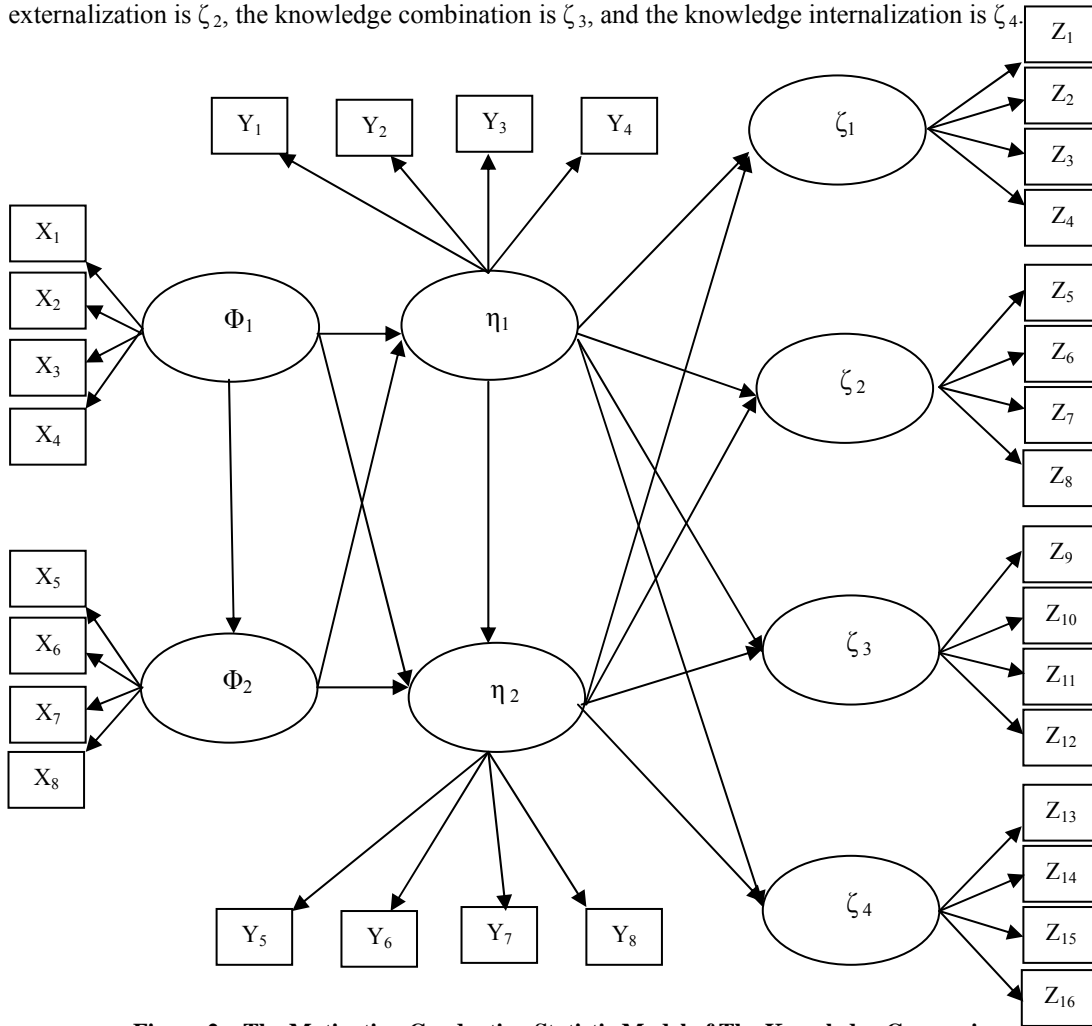 externalization is ζ₂, the knowledge combination is ζ₃, and the knowledge internalization is ζ₄.
Z₁
Z₂
Z₃
Z₄
Y₁
Y₂
Y₃
Y₄
ζ₁
X₁
X₂
X₃
X₄
Φ₁
η₁
ζ₂
Z₅
Z₆
Z₇
Z₈
X₅
X₆
X₇
X₈
Φ₂
η₂
ζ₃
Z₉
Z₁₀
Z₁₁
Z₁₂
Y₅
Y₆
Y₇
Y₈
ζ₄
Z₁₃
Z₁₄
Z₁₅
Z₁₆